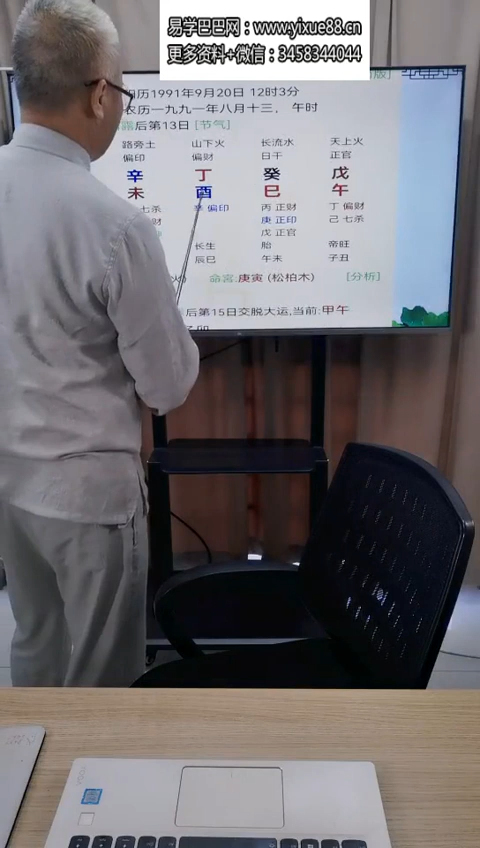 易学巴巴网：www.yixue88.cn
更多资料+微信：3458344044
历1991年9月20日 12时3分
农历一九九一年八月十三， 午时
露后第13日 [节气]
路旁土 山下火 长流水 天上火
偏印 偏财 日干 正官
辛 丁 癸 戊
未 酉 巳 午
七杀 辛 偏印 丙 正财 丁 偏财
财 庚 正印 己 七杀
戊 正官
长生 胎 帝旺
辰巳 午未 子丑
火) 命宫:庚寅 (松柏木) [分析]
后第15日交脱大运,当前:甲午